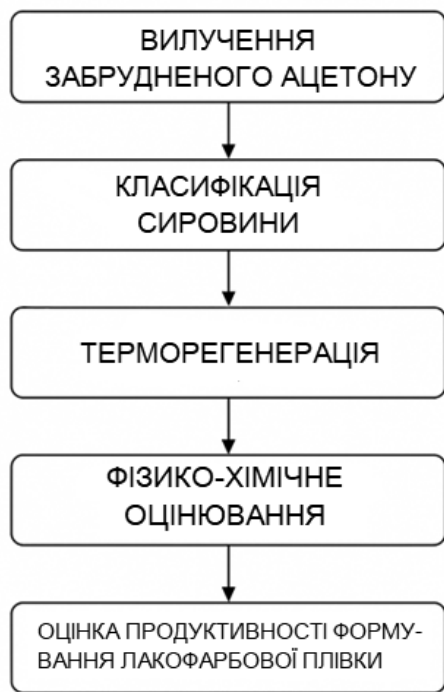 ВИЛУЧЕННЯ
ЗАБРУДНЕНОГО АЦЕТОНУ
КЛАСИФІКАЦІЯ
СИРОВИНИ
ТЕРМОРЕГЕНЕРАЦІЯ
ФІЗИКО-ХІМІЧНЕ
ОЦІНЮВАННЯ
ОЦІНКА ПРОДУКТИВНОСТІ ФОРМУ-
ВАННЯ ЛАКОФАРБОВОЇ ПЛІВКИ